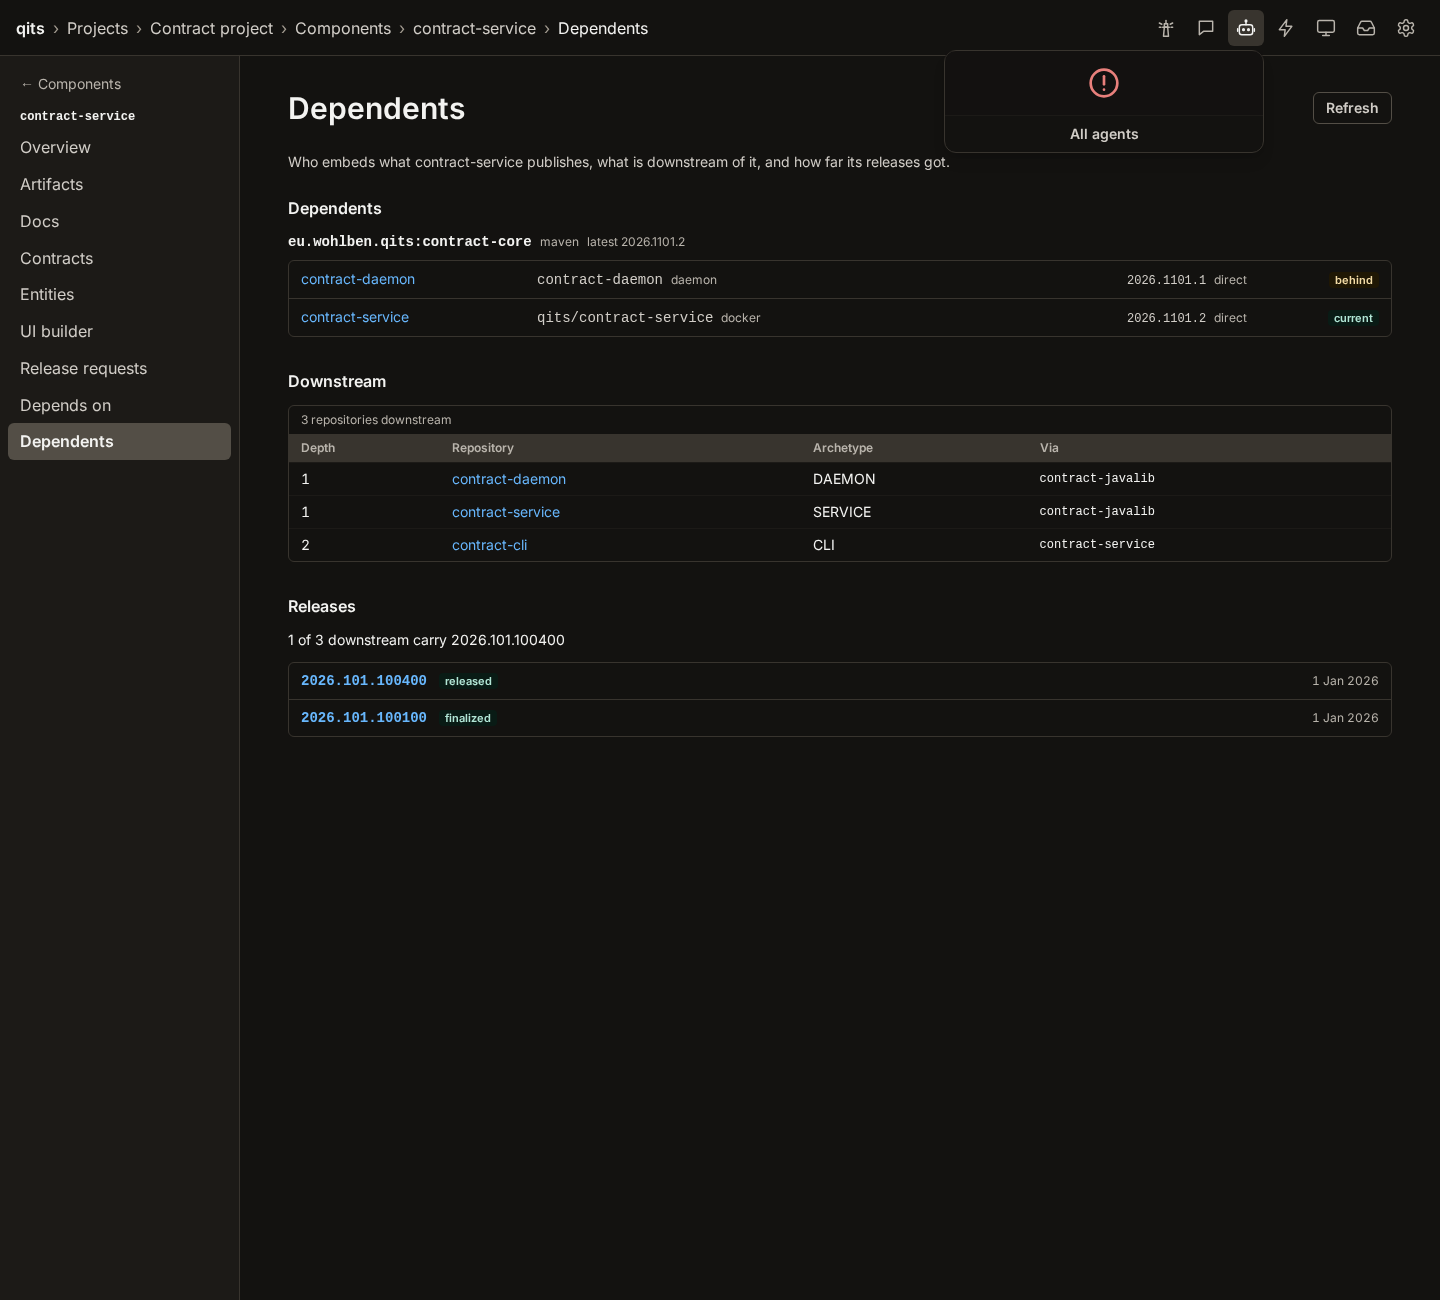 qits › Projects › Contract project › Components › contract-service › Dependents
All agents
← Components
contract-service
Overview
Artifacts
Docs
Contracts
Entities
UI builder
Release requests
Depends on
Dependents
Dependents
Refresh
Who embeds what contract-service publishes, what is downstream of it, and how far its releases got.
Dependents
eu.wohlben.qits:contract-core maven latest 2026.1101.2
contract-daemon contract-daemon daemon 2026.1101.1 direct behind
contract-service qits/contract-service docker 2026.1101.2 direct current
Downstream
3 repositories downstream
Depth Repository Archetype Via
1 contract-daemon DAEMON contract-javalib
1 contract-service SERVICE contract-javalib
2 contract-cli CLI contract-service
Releases
1 of 3 downstream carry 2026.101.100400
2026.101.100400 released 1 Jan 2026
2026.101.100100 finalized 1 Jan 2026